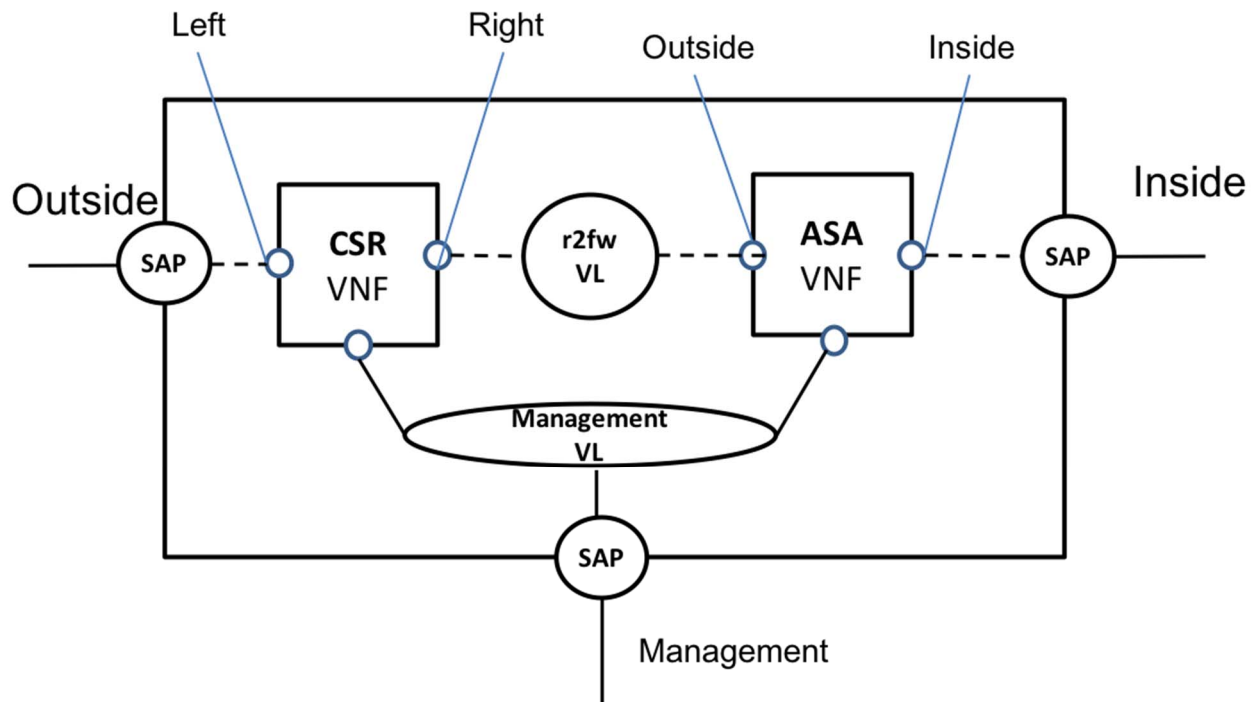 Left
Right
Outside
Inside
Outside
Inside
SAP
CSR
VNF
r2fw
VL
ASA
VNF
SAP
Management
VL
SAP
Management